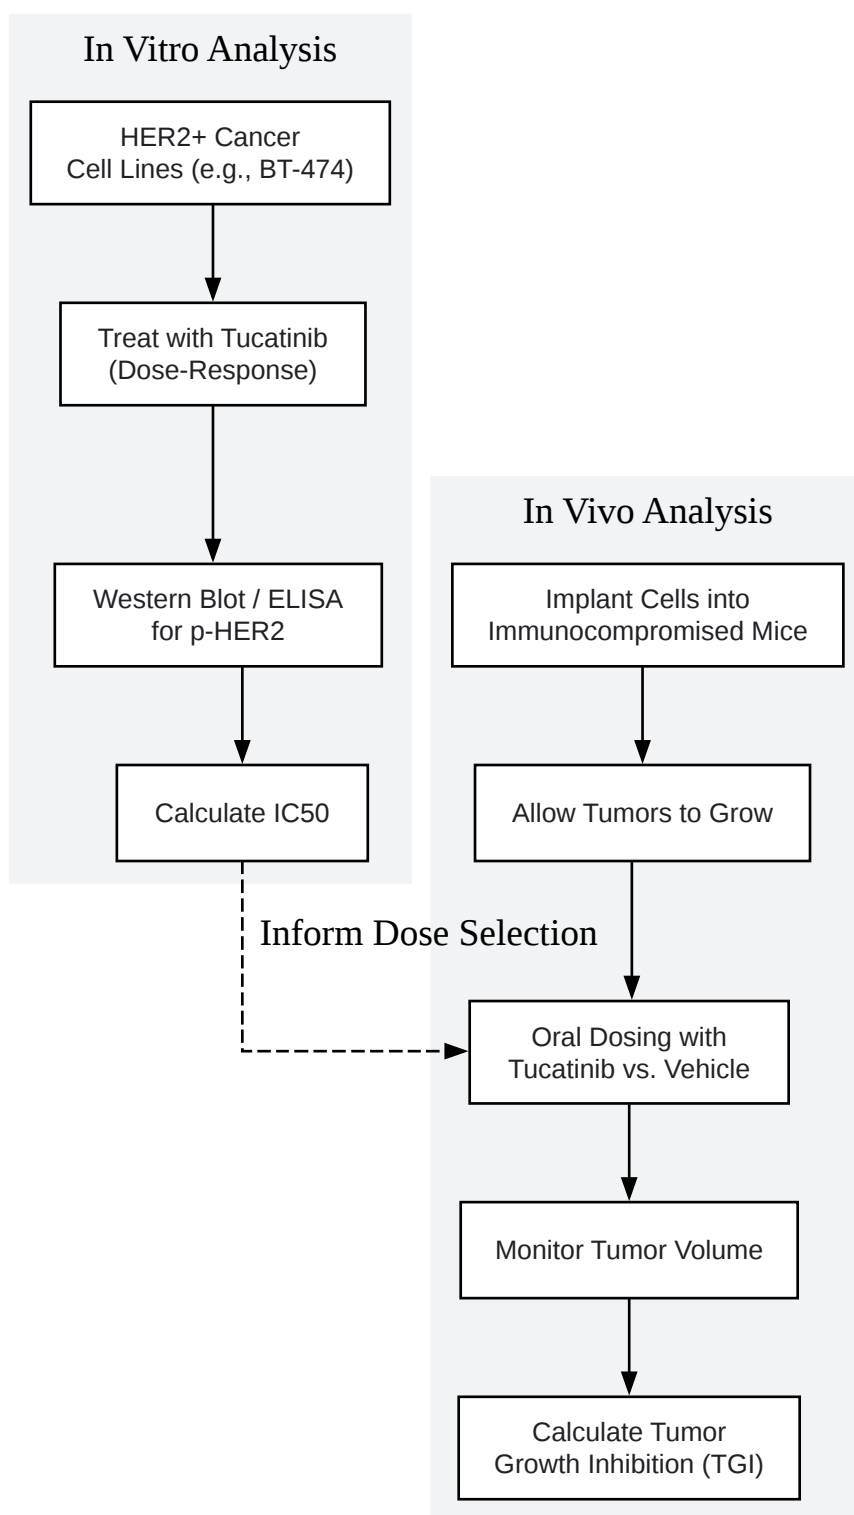 In Vitro Analysis
HER2+ Cancer
Cell Lines (e.g., BT-474)
Treat with Tucatinib
(Dose-Response)
Western Blot / ELISA
for p-HER2
Calculate IC50
Inform Dose Selection
In Vivo Analysis
Implant Cells into
Immunocompromised Mice
Allow Tumors to Grow
Oral Dosing with
Tucatinib vs. Vehicle
Monitor Tumor Volume
Calculate Tumor
Growth Inhibition (TGI)